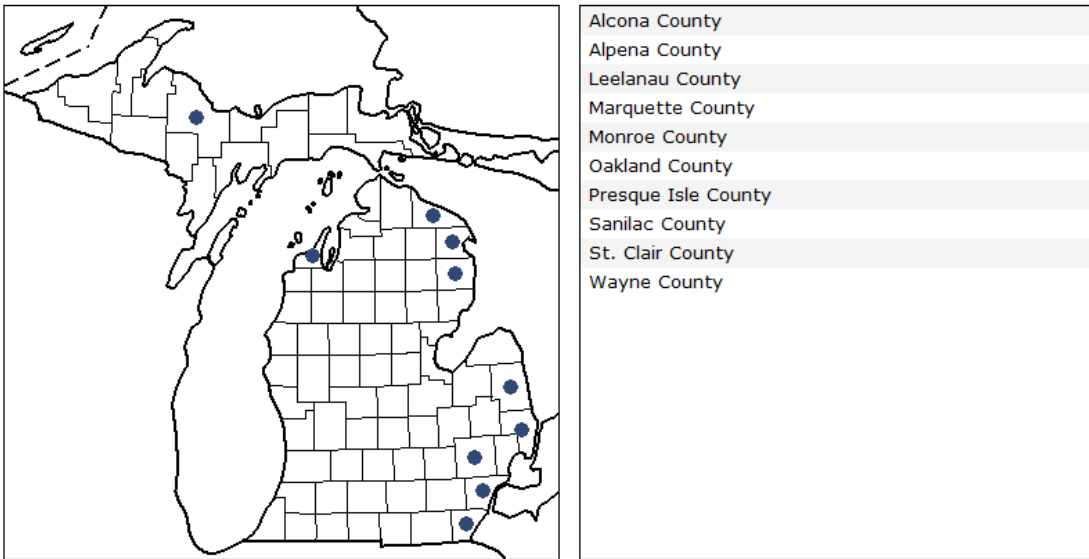 Alcona County
Alpena County
Leelanau County
Marquette County
Monroe County
Oakland County
Presque Isle County
Sanilac County
St. Clair County
Wayne County